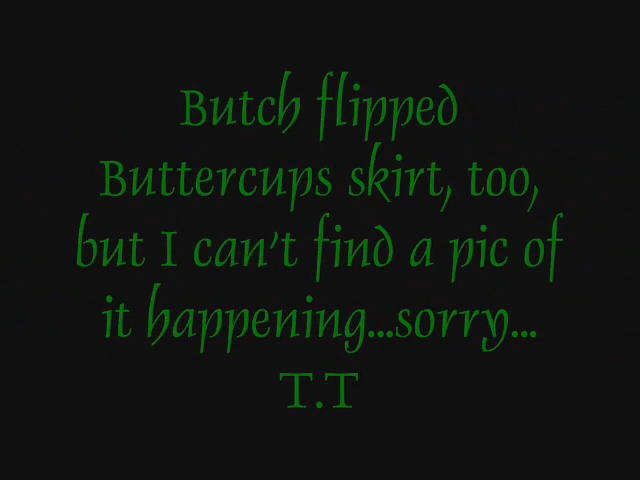 Butch flipped
Buttercups skirt, too,
but I can't find a pic of
it happening...sorry...
T.T